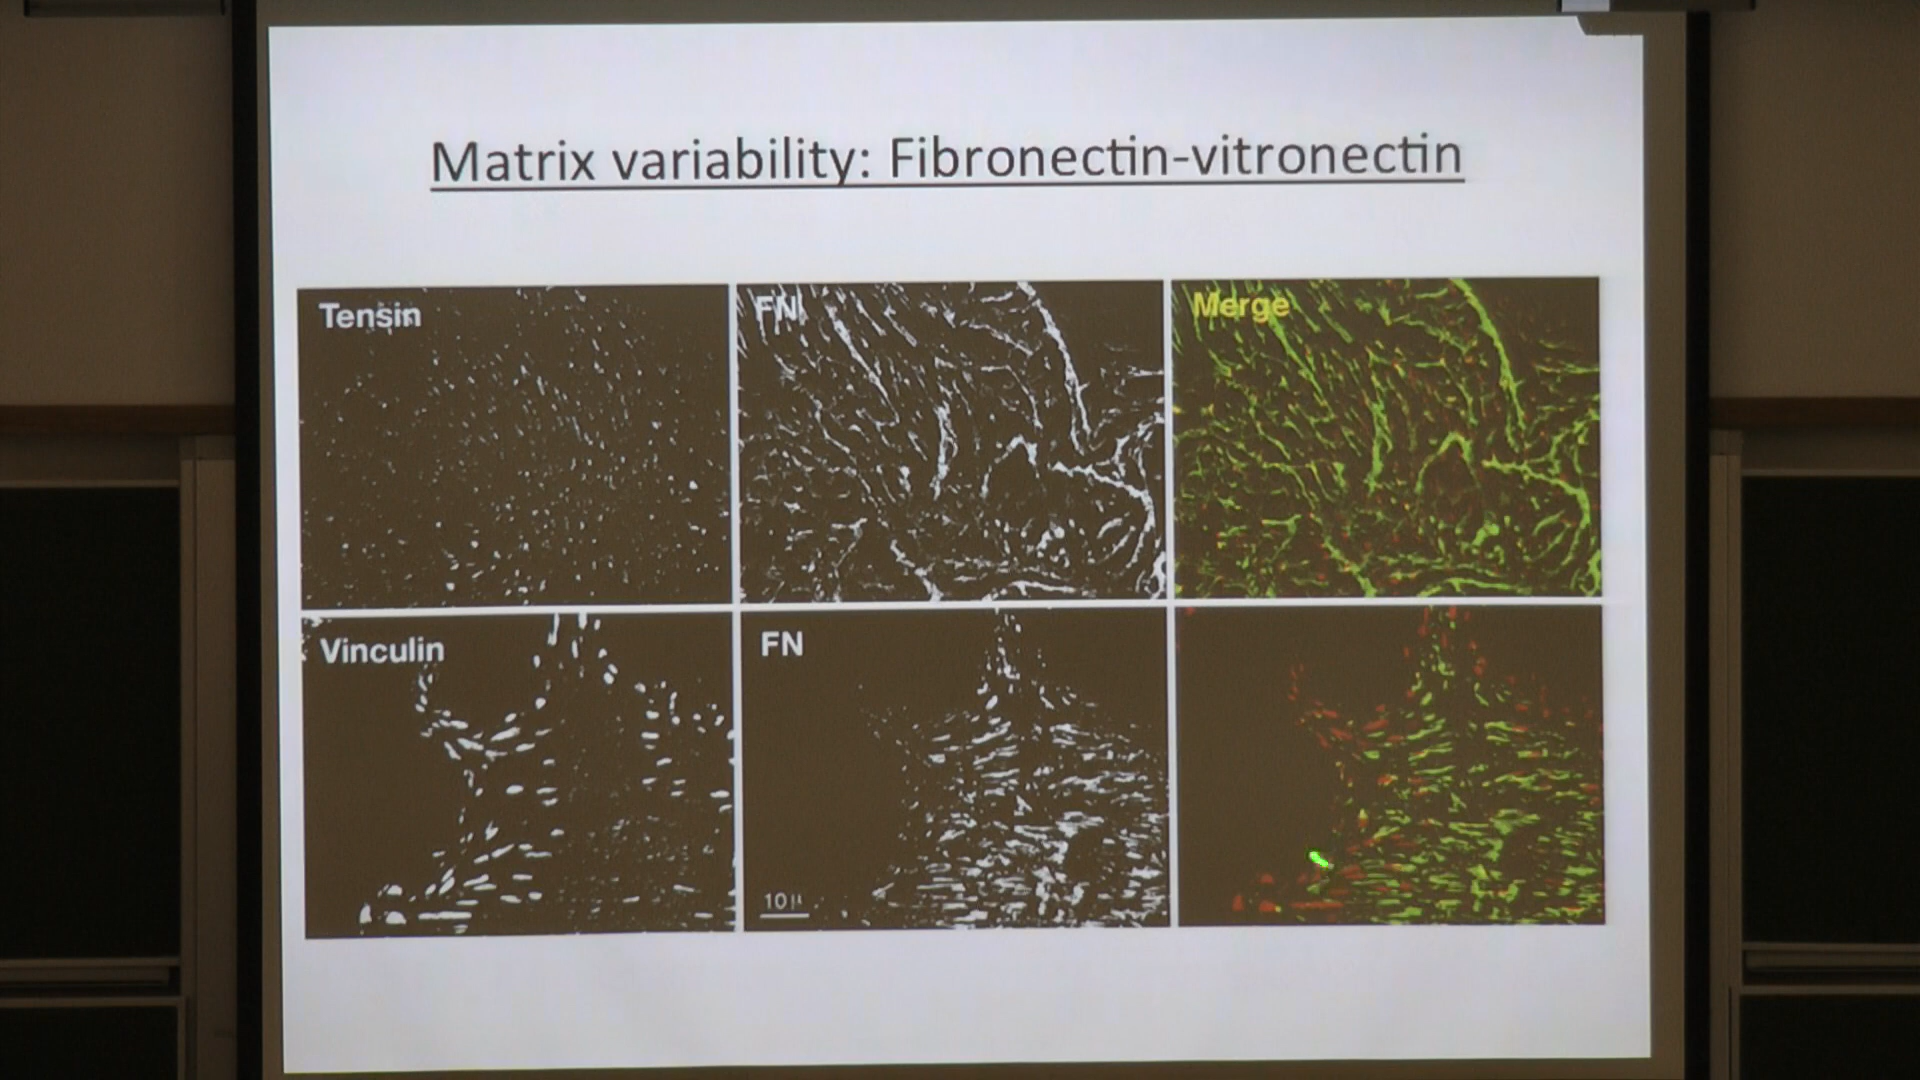 Matrix variability: Fibronectin-vitronectin
Tensin
FN
Merge
Vinculin
FN
10 µ